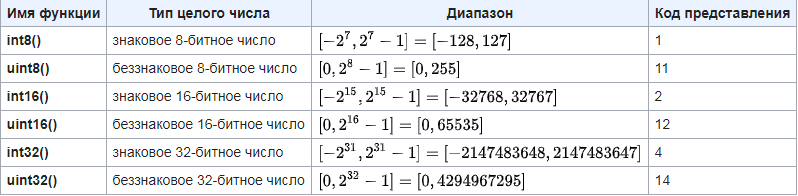 Имя функции Тип целого числа Диапазон Код представления
int8() знаковое 8-битное число [−2^7, 2^7 − 1] = [−128, 127] 1
uint8() беззнаковое 8-битное число [0, 2^8 − 1] = [0, 255] 11
int16() знаковое 16-битное число [−2^15, 2^15 − 1] = [−32768, 32767] 2
uint16() беззнаковое 16-битное число [0, 2^16 − 1] = [0, 65535] 12
int32() знаковое 32-битное число [−2^31, 2^31 − 1] = [−2147483648, 2147483647] 4
uint32() беззнаковое 32-битное число [0, 2^32 − 1] = [0, 4294967295] 14